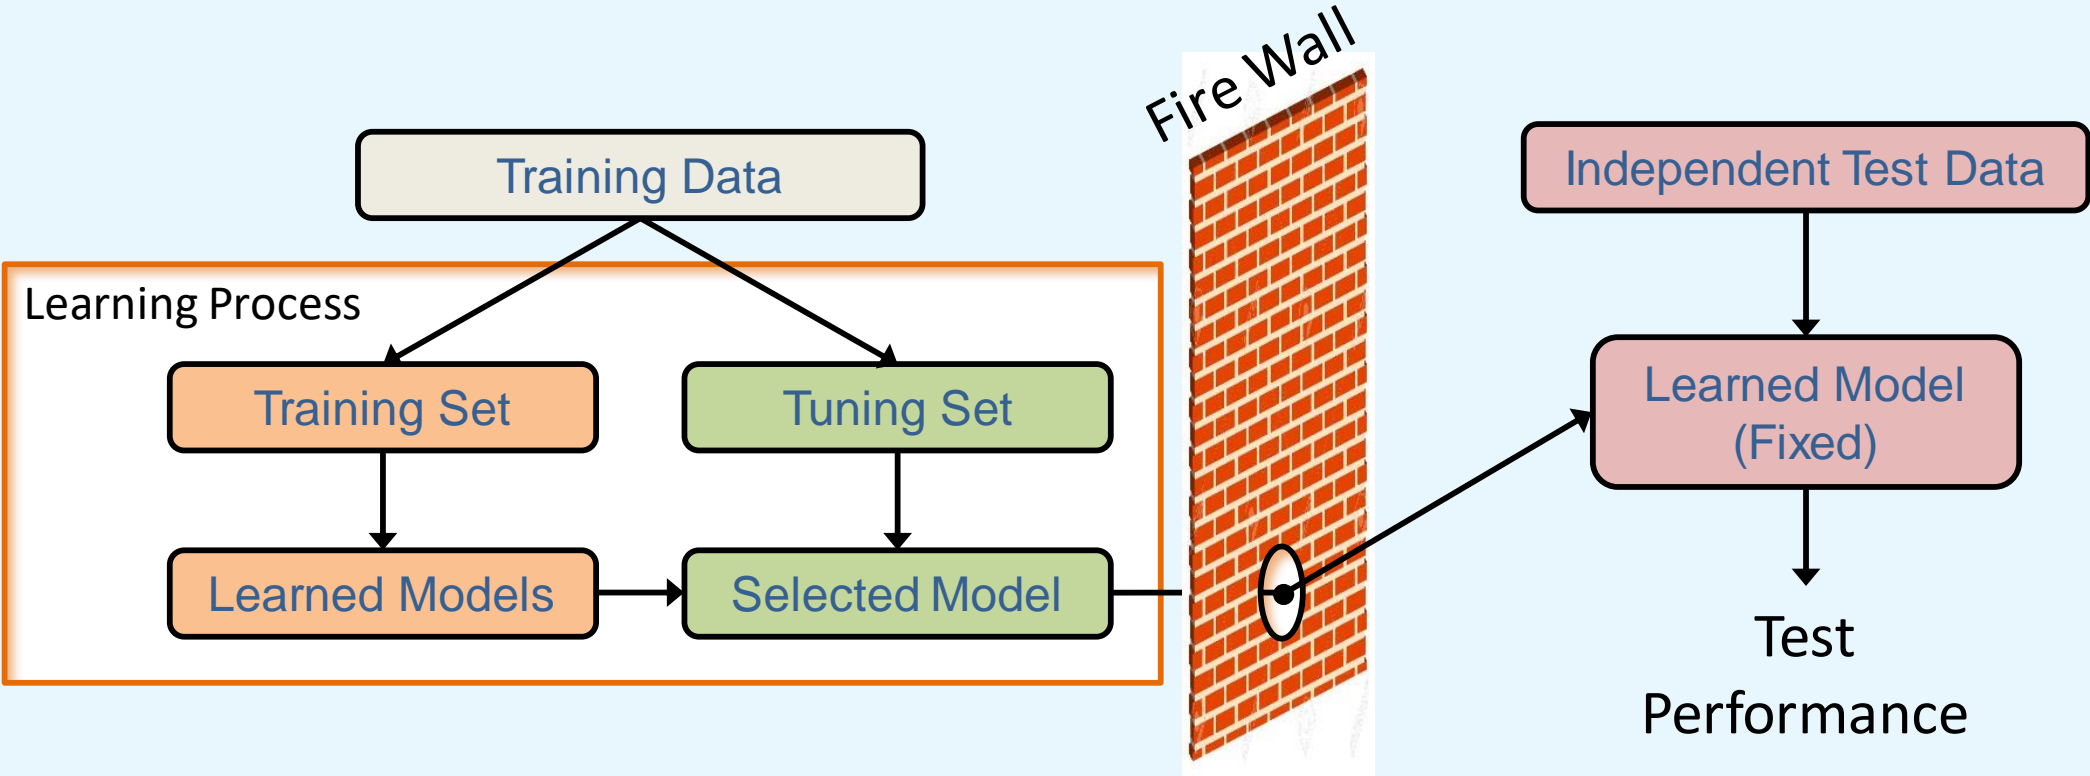 Fire Wall
Training Data
Independent Test Data
Learning Process
Training Set
Tuning Set
Learned Model
(Fixed)
Learned Models
Selected Model
Test
Performance